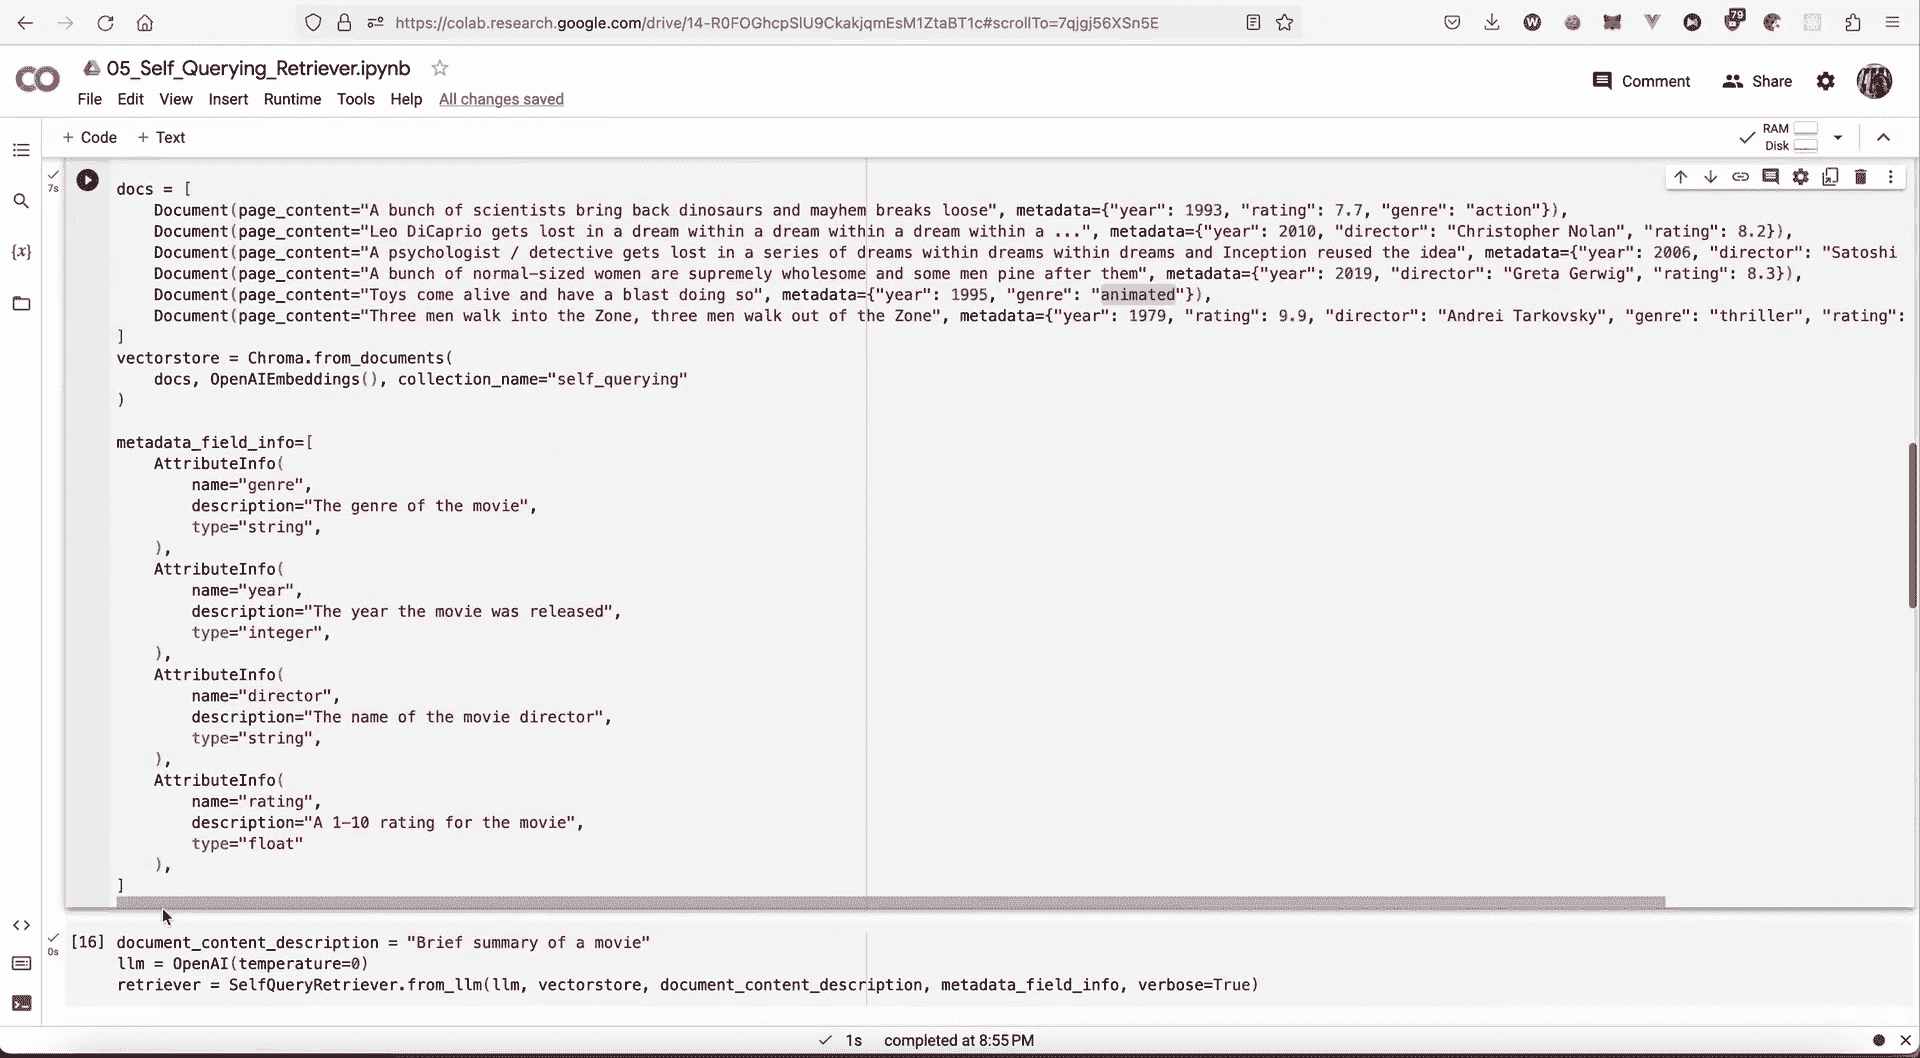 https://colab.research.google.com/drive/14-R0FOGhcpSIU9CkakjqmEsM1ZtaBT1c#scrollTo=7qjgj56XSn5E
79
CO
05_Self_Querying_Retriever.ipynb
File Edit View Insert Runtime Tools Help All changes saved
Comment Share
+ Code + Text
RAM
Disk
7s
docs = [
    Document(page_content="A bunch of scientists bring back dinosaurs and mayhem breaks loose", metadata={"year": 1993, "rating": 7.7, "genre": "action"}),
    Document(page_content="Leo DiCaprio gets lost in a dream within a dream within a dream within a ...", metadata={"year": 2010, "director": "Christopher Nolan", "rating": 8.2}),
    Document(page_content="A psychologist / detective gets lost in a series of dreams within dreams within dreams and Inception reused the idea", metadata={"year": 2006, "director": "Satoshi
    Document(page_content="A bunch of normal-sized women are supremely wholesome and some men pine after them", metadata={"year": 2019, "director": "Greta Gerwig", "rating": 8.3}),
    Document(page_content="Toys come alive and have a blast doing so", metadata={"year": 1995, "genre": "animated"}),
    Document(page_content="Three men walk into the Zone, three men walk out of the Zone", metadata={"year": 1979, "rating": 9.9, "director": "Andrei Tarkovsky", "genre": "thriller", "rating":
]
vectorstore = Chroma.from_documents(
    docs, OpenAIEmbeddings(), collection_name="self_querying"
)
metadata_field_info=[
    AttributeInfo(
        name="genre",
        description="The genre of the movie",
        type="string",
    ),
    AttributeInfo(
        name="year",
        description="The year the movie was released",
        type="integer",
    ),
    AttributeInfo(
        name="director",
        description="The name of the movie director",
        type="string",
    ),
    AttributeInfo(
        name="rating",
        description="A 1-10 rating for the movie",
        type="float"
    ),
]
0s
[16] document_content_description = "Brief summary of a movie"
llm = OpenAI(temperature=0)
retriever = SelfQueryRetriever.from_llm(llm, vectorstore, document_content_description, metadata_field_info, verbose=True)
1s completed at 8:55 PM